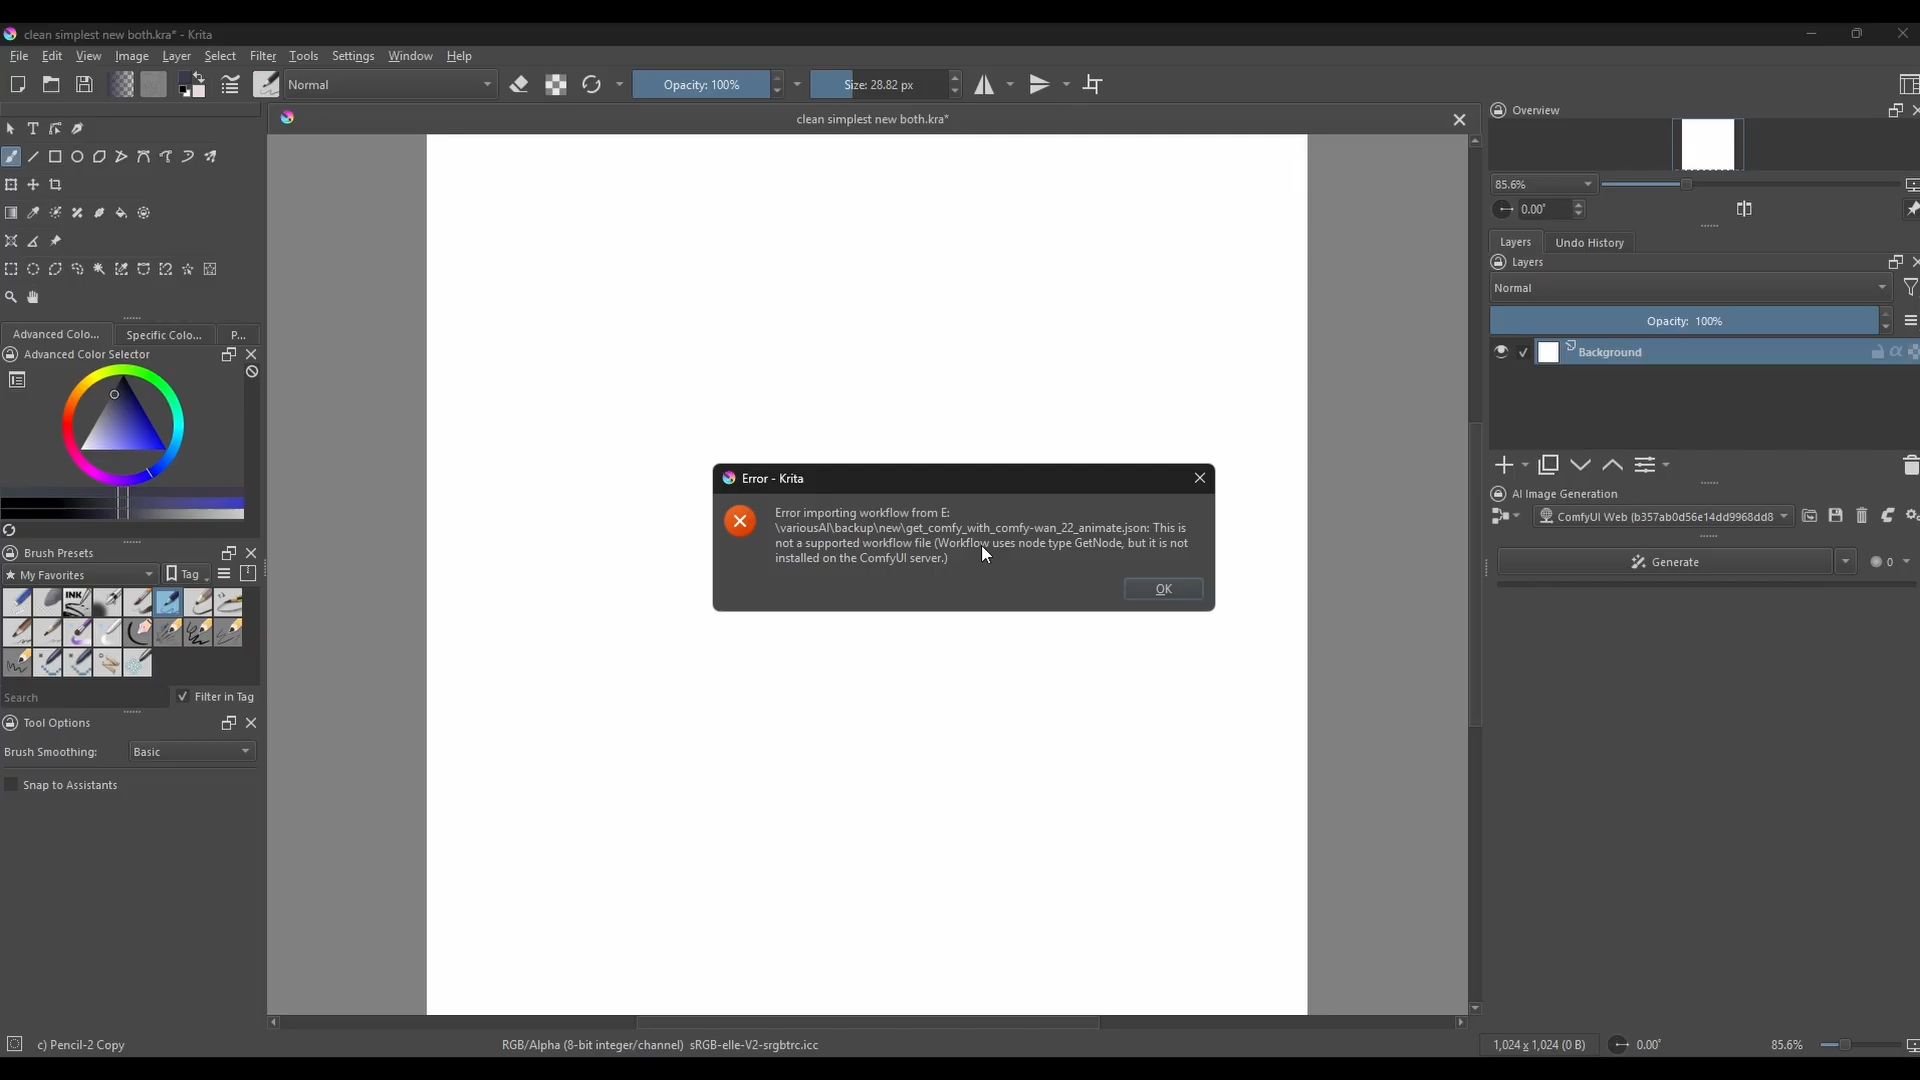 clean simplest new both.kra* - Krita
File Edit View Image Layer Select Filter Tools Settings Window Help
Normal Opacity: 100% Size: 28.82 px
clean simplest new both.kra*
Overview
85.6%
0.00°
Layers Undo History
Layers
Normal
Opacity: 100%
Background
AI Image Generation
ComfyUI Web (b357ab0d56e14dd9968dd8
Generate 0
Advanced Colo... Specific Colo... P...
Advanced Color Selector
Brush Presets
★ My Favorites Tag
INK
Search Filter in Tag
Tool Options
Brush Smoothing: Basic
Snap to Assistants
Error - Krita
Error importing workflow from E:
\variousAI\backup\new\get_comfy_with_comfy-wan_22_animate.json: This is
not a supported workflow file (Workflow uses node type GetNode, but it is not
installed on the ComfyUI server.)
OK
c) Pencil-2 Copy RGB/Alpha (8-bit integer/channel) sRGB-elle-V2-srgbtrc.icc 1,024 x 1,024 (0 B) 0.00° 85.6%